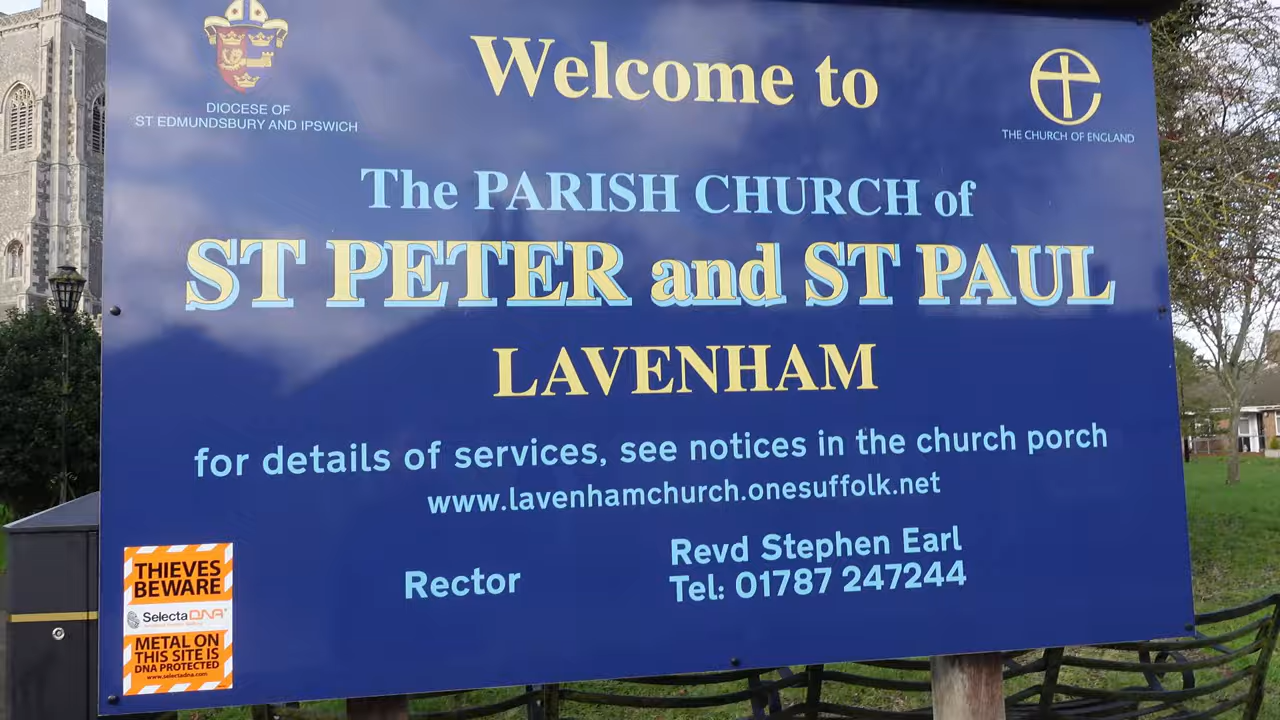 DIOCESE OF
ST EDMUNDSBURY AND IPSWICH
Welcome to
THE CHURCH OF ENGLAND
The PARISH CHURCH of
ST PETER and ST PAUL
LAVENHAM
for details of services, see notices in the church porch
www.lavenhamchurch.onesuffolk.net
Rector
Revd Stephen Earl
Tel: 01787 247244
THIEVES
BEWARE
SelectaDNA
METAL ON
THIS SITE IS
DNA PROTECTED
www.selectadna.com